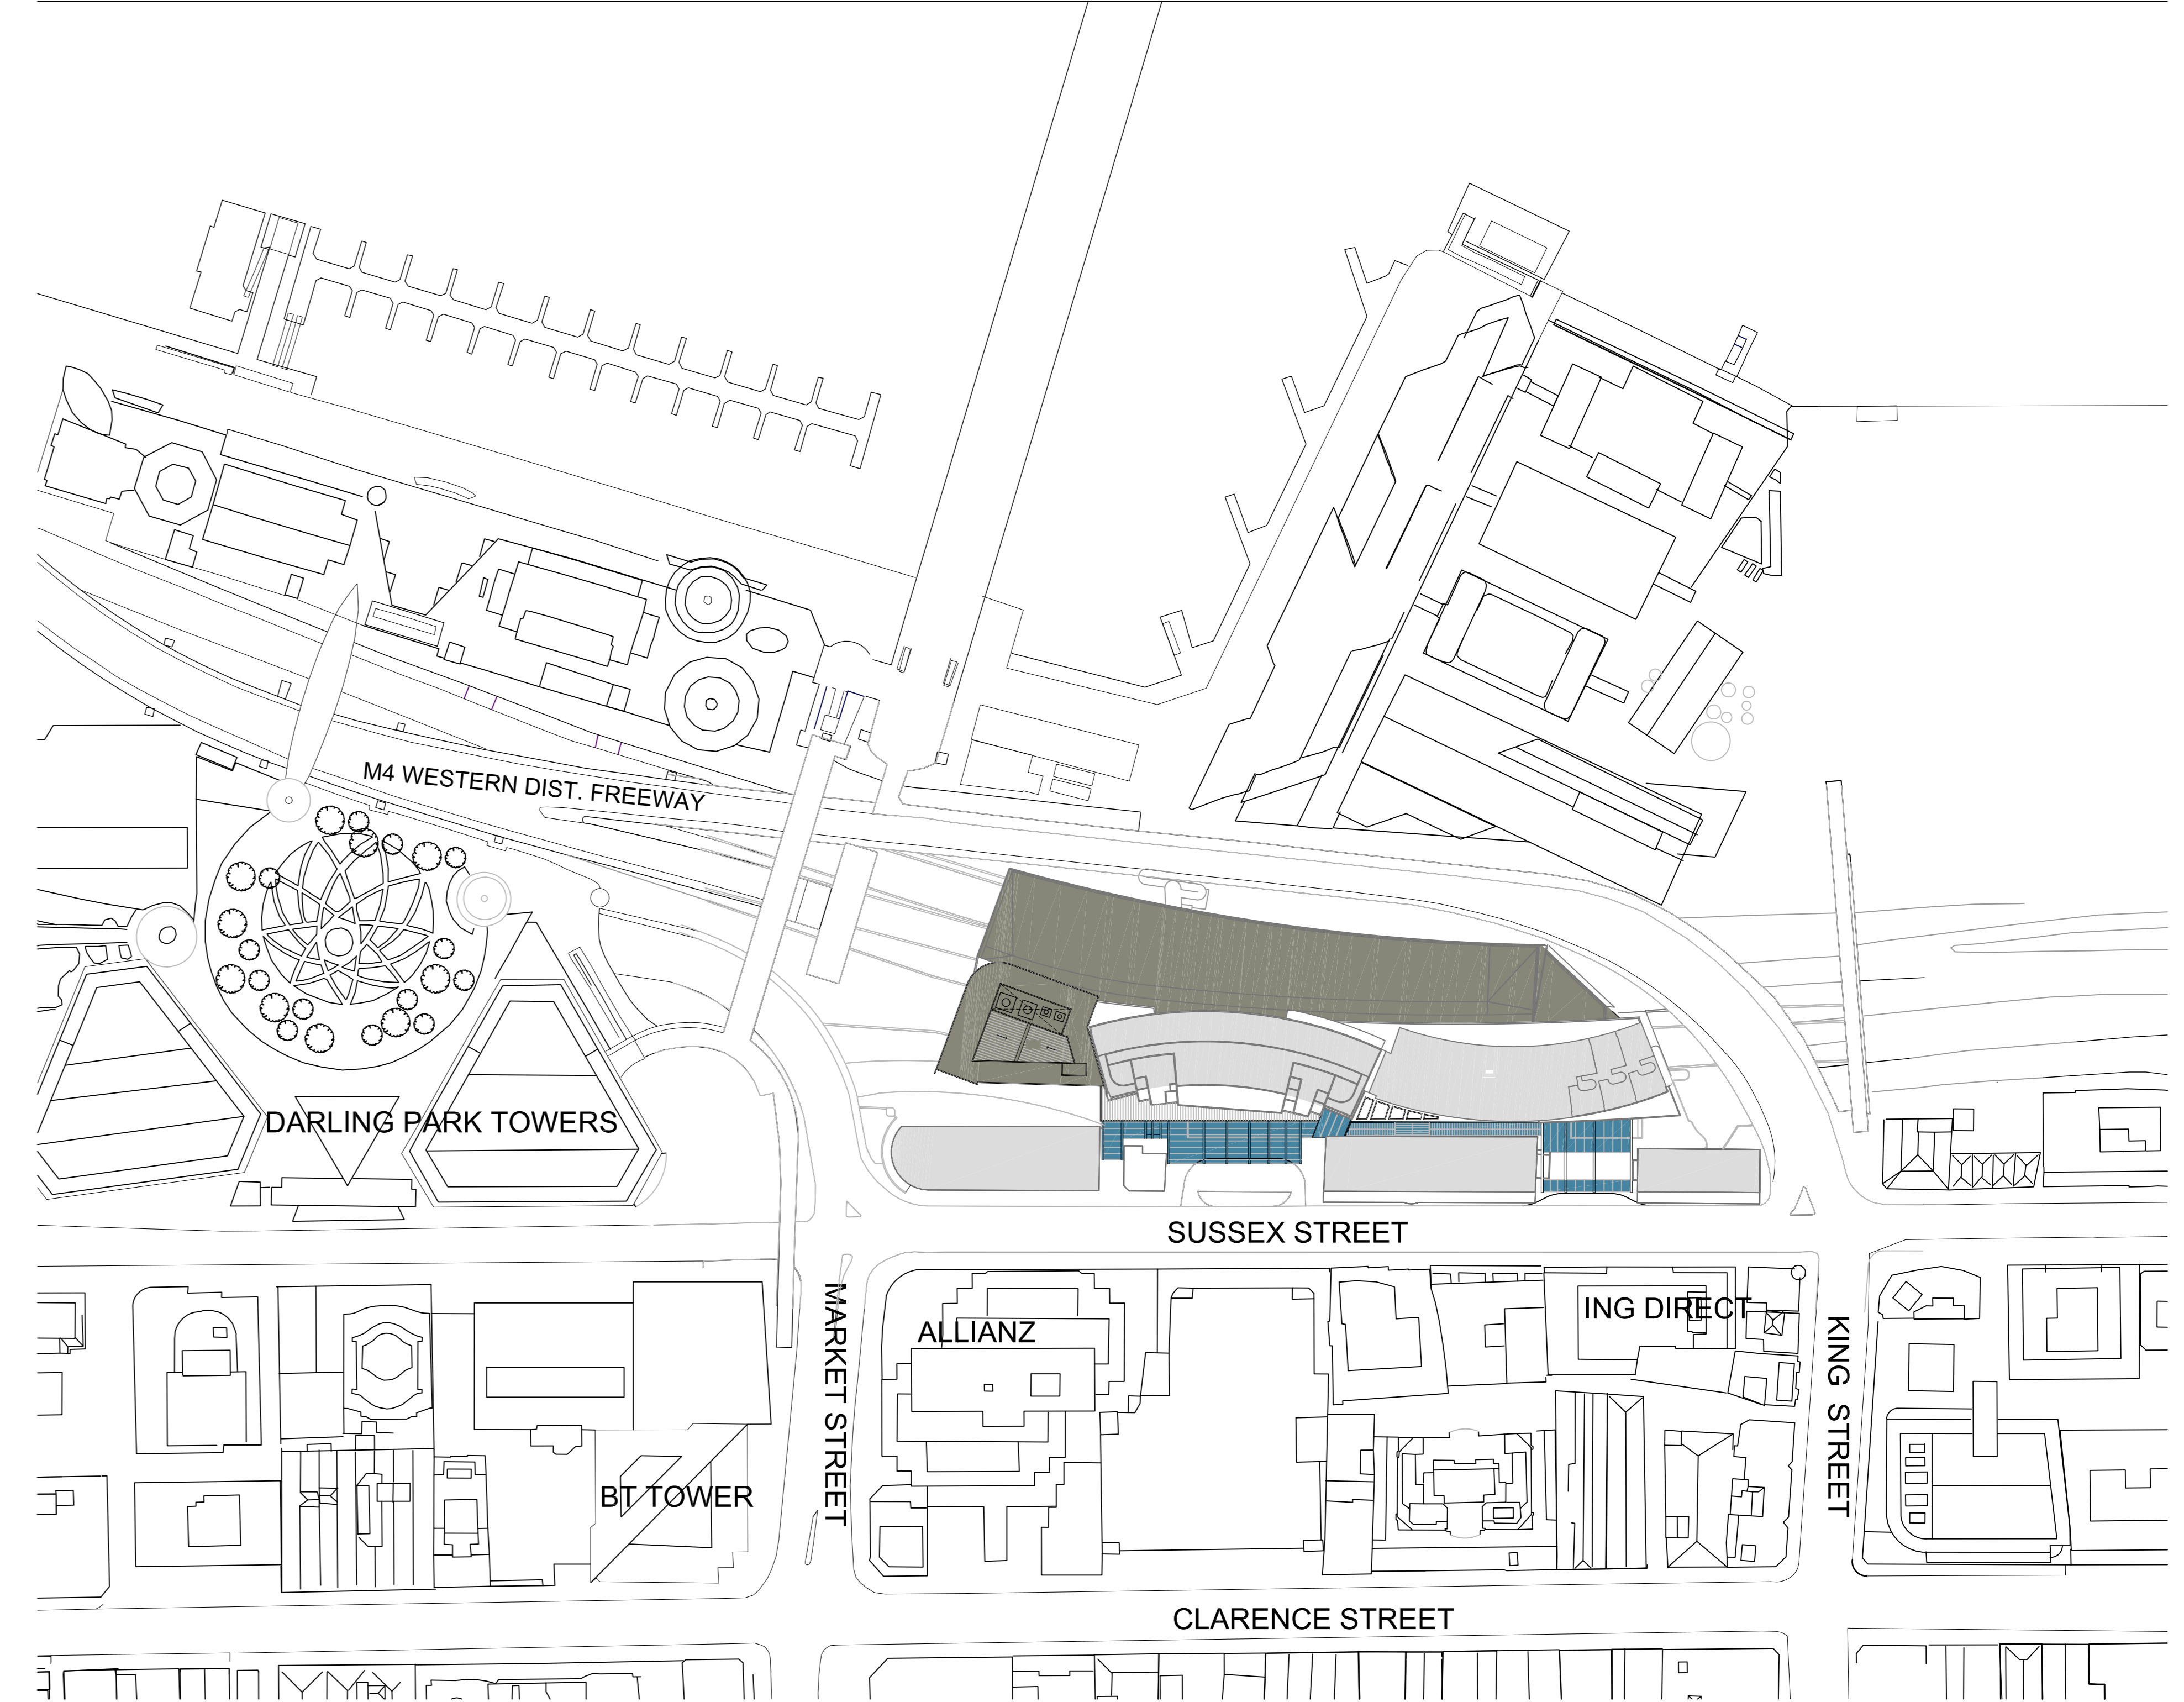 M4 WESTERN DIST. FREEWAY
DARLING PARK TOWERS
SUSSEX STREET
MARKET STREET
ALLIANZ
ING DIRECT
KING STREET
BT TOWER
CLARENCE STREET